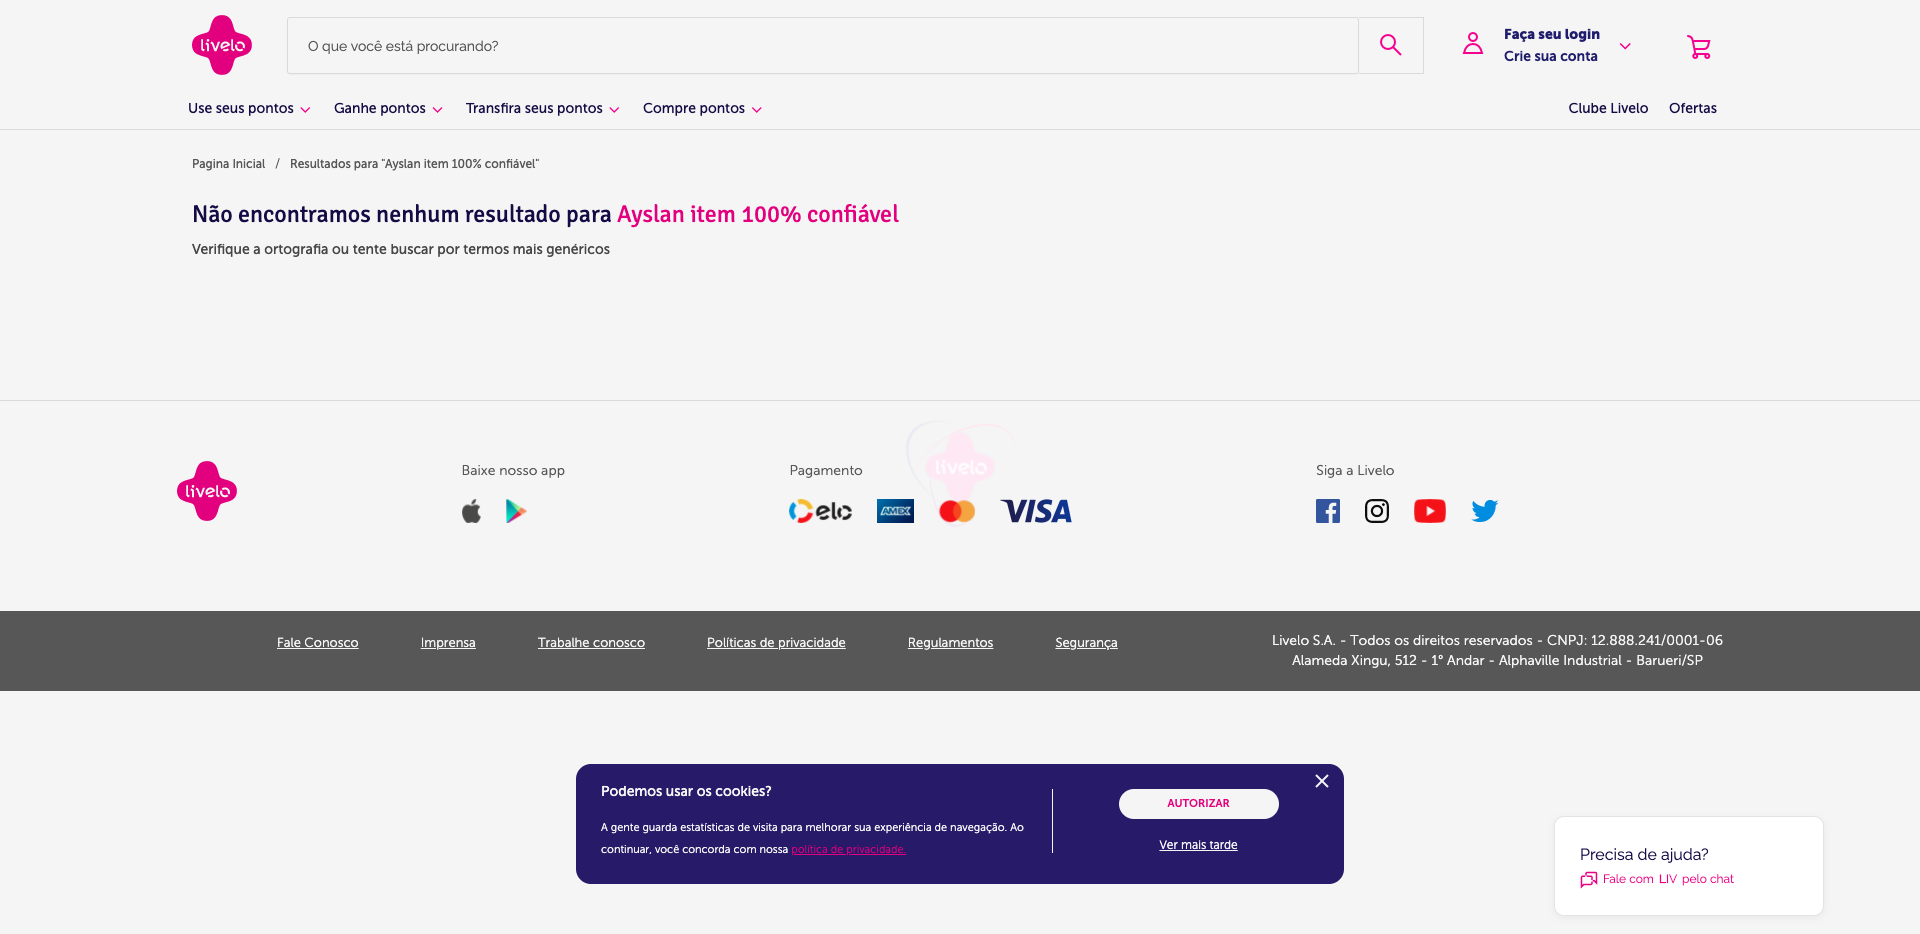 livelo
O que você está procurando?
Faça seu login
Crie sua conta
Use seus pontos
Ganhe pontos
Transfira seus pontos
Compre pontos
Clube Livelo
Ofertas
Pagina Inicial / Resultados para "Ayslan item 100% confiável"
Não encontramos nenhum resultado para Ayslan item 100% confiável
Verifique a ortografia ou tente buscar por termos mais genéricos
livelo
livelo
Baixe nosso app
Pagamento
Siga a Livelo
elo
AMEX
VISA
Fale Conosco
Imprensa
Trabalhe conosco
Políticas de privacidade
Regulamentos
Segurança
Livelo S.A. - Todos os direitos reservados - CNPJ: 12.888.241/0001-06
Alameda Xingu, 512 - 1° Andar - Alphaville Industrial - Barueri/SP
Podemos usar os cookies?
A gente guarda estatísticas de visita para melhorar sua experiência de navegação. Ao
continuar, você concorda com nossa política de privacidade.
AUTORIZAR
Ver mais tarde
Precisa de ajuda?
Fale com LIV pelo chat